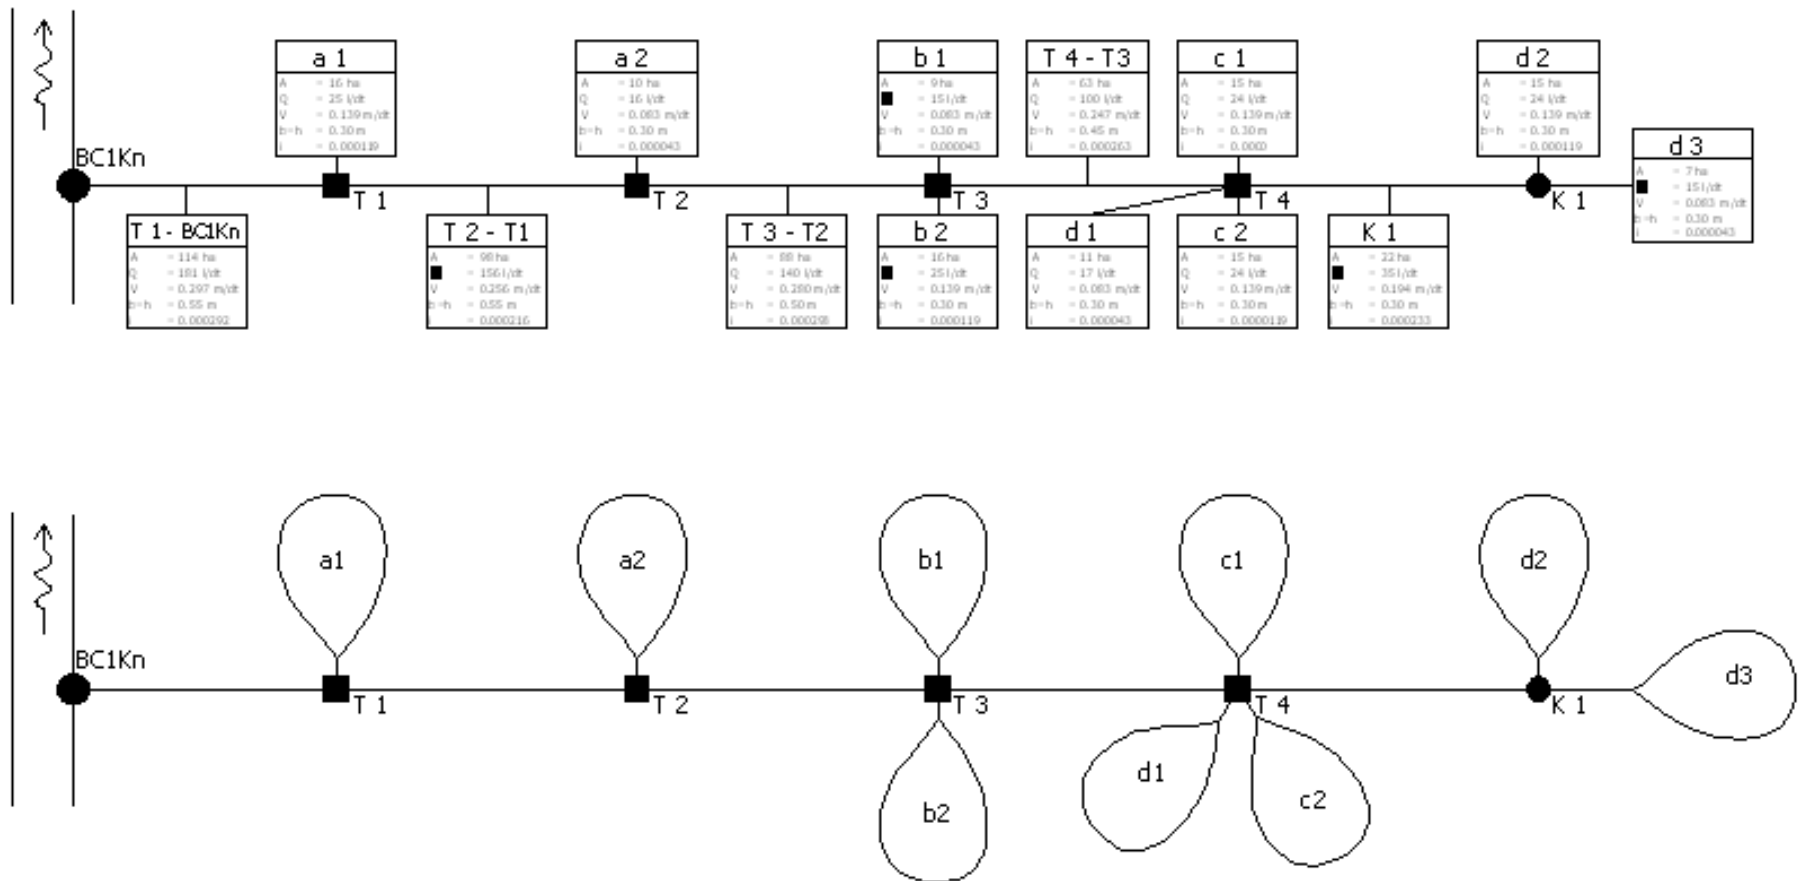 BC1Kn
a 1
A = 16 ha
Q = 25 l/dt
V = 0.139 m/dt
b=h = 0.30 m
i = 0.000119
a 2
A = 10 ha
Q = 16 l/dt
V = 0.083 m/dt
b=h = 0.30 m
i = 0.000043
b 1
A = 9 ha
= 15 l/dt
V = 0.083 m/dt
b=h = 0.30 m
i = 0.000043
T 4 - T3
A = 63 ha
Q = 100 l/dt
V = 0.247 m/dt
b=h = 0.45 m
i = 0.000263
c 1
A = 15 ha
Q = 24 l/dt
V = 0.139 m/dt
b=h = 0.30 m
i = 0.0000
d 2
A = 15 ha
Q = 24 l/dt
V = 0.139 m/dt
b=h = 0.30 m
i = 0.000119
d 3
A = 7 ha
= 15 l/dt
V = 0.083 m/dt
b=h = 0.30 m
i = 0.000043
T 1
T 2
T 3
T 4
K 1
T 1 - BC1Kn
A = 114 ha
Q = 181 l/dt
V = 0.297 m/dt
b=h = 0.55 m
i = 0.000292
T 2 - T1
A = 98 ha
= 156 l/dt
V = 0.256 m/dt
b=h = 0.55 m
i = 0.000216
T 3 - T2
A = 88 ha
Q = 140 l/dt
V = 0.280 m/dt
b=h = 0.50 m
i = 0.000298
b 2
A = 16 ha
= 25 l/dt
V = 0.139 m/dt
b=h = 0.30 m
i = 0.000119
d 1
A = 11 ha
Q = 17 l/dt
V = 0.083 m/dt
b=h = 0.30 m
i = 0.000043
c 2
A = 15 ha
Q = 24 l/dt
V = 0.139 m/dt
b=h = 0.30 m
i = 0.0000119
K 1
A = 22 ha
= 35 l/dt
V = 0.194 m/dt
b=h = 0.30 m
i = 0.000233
a1
a2
b1
c1
d2
BC1Kn
T 1
T 2
T 3
T 4
K 1
d3
d1
c2
b2